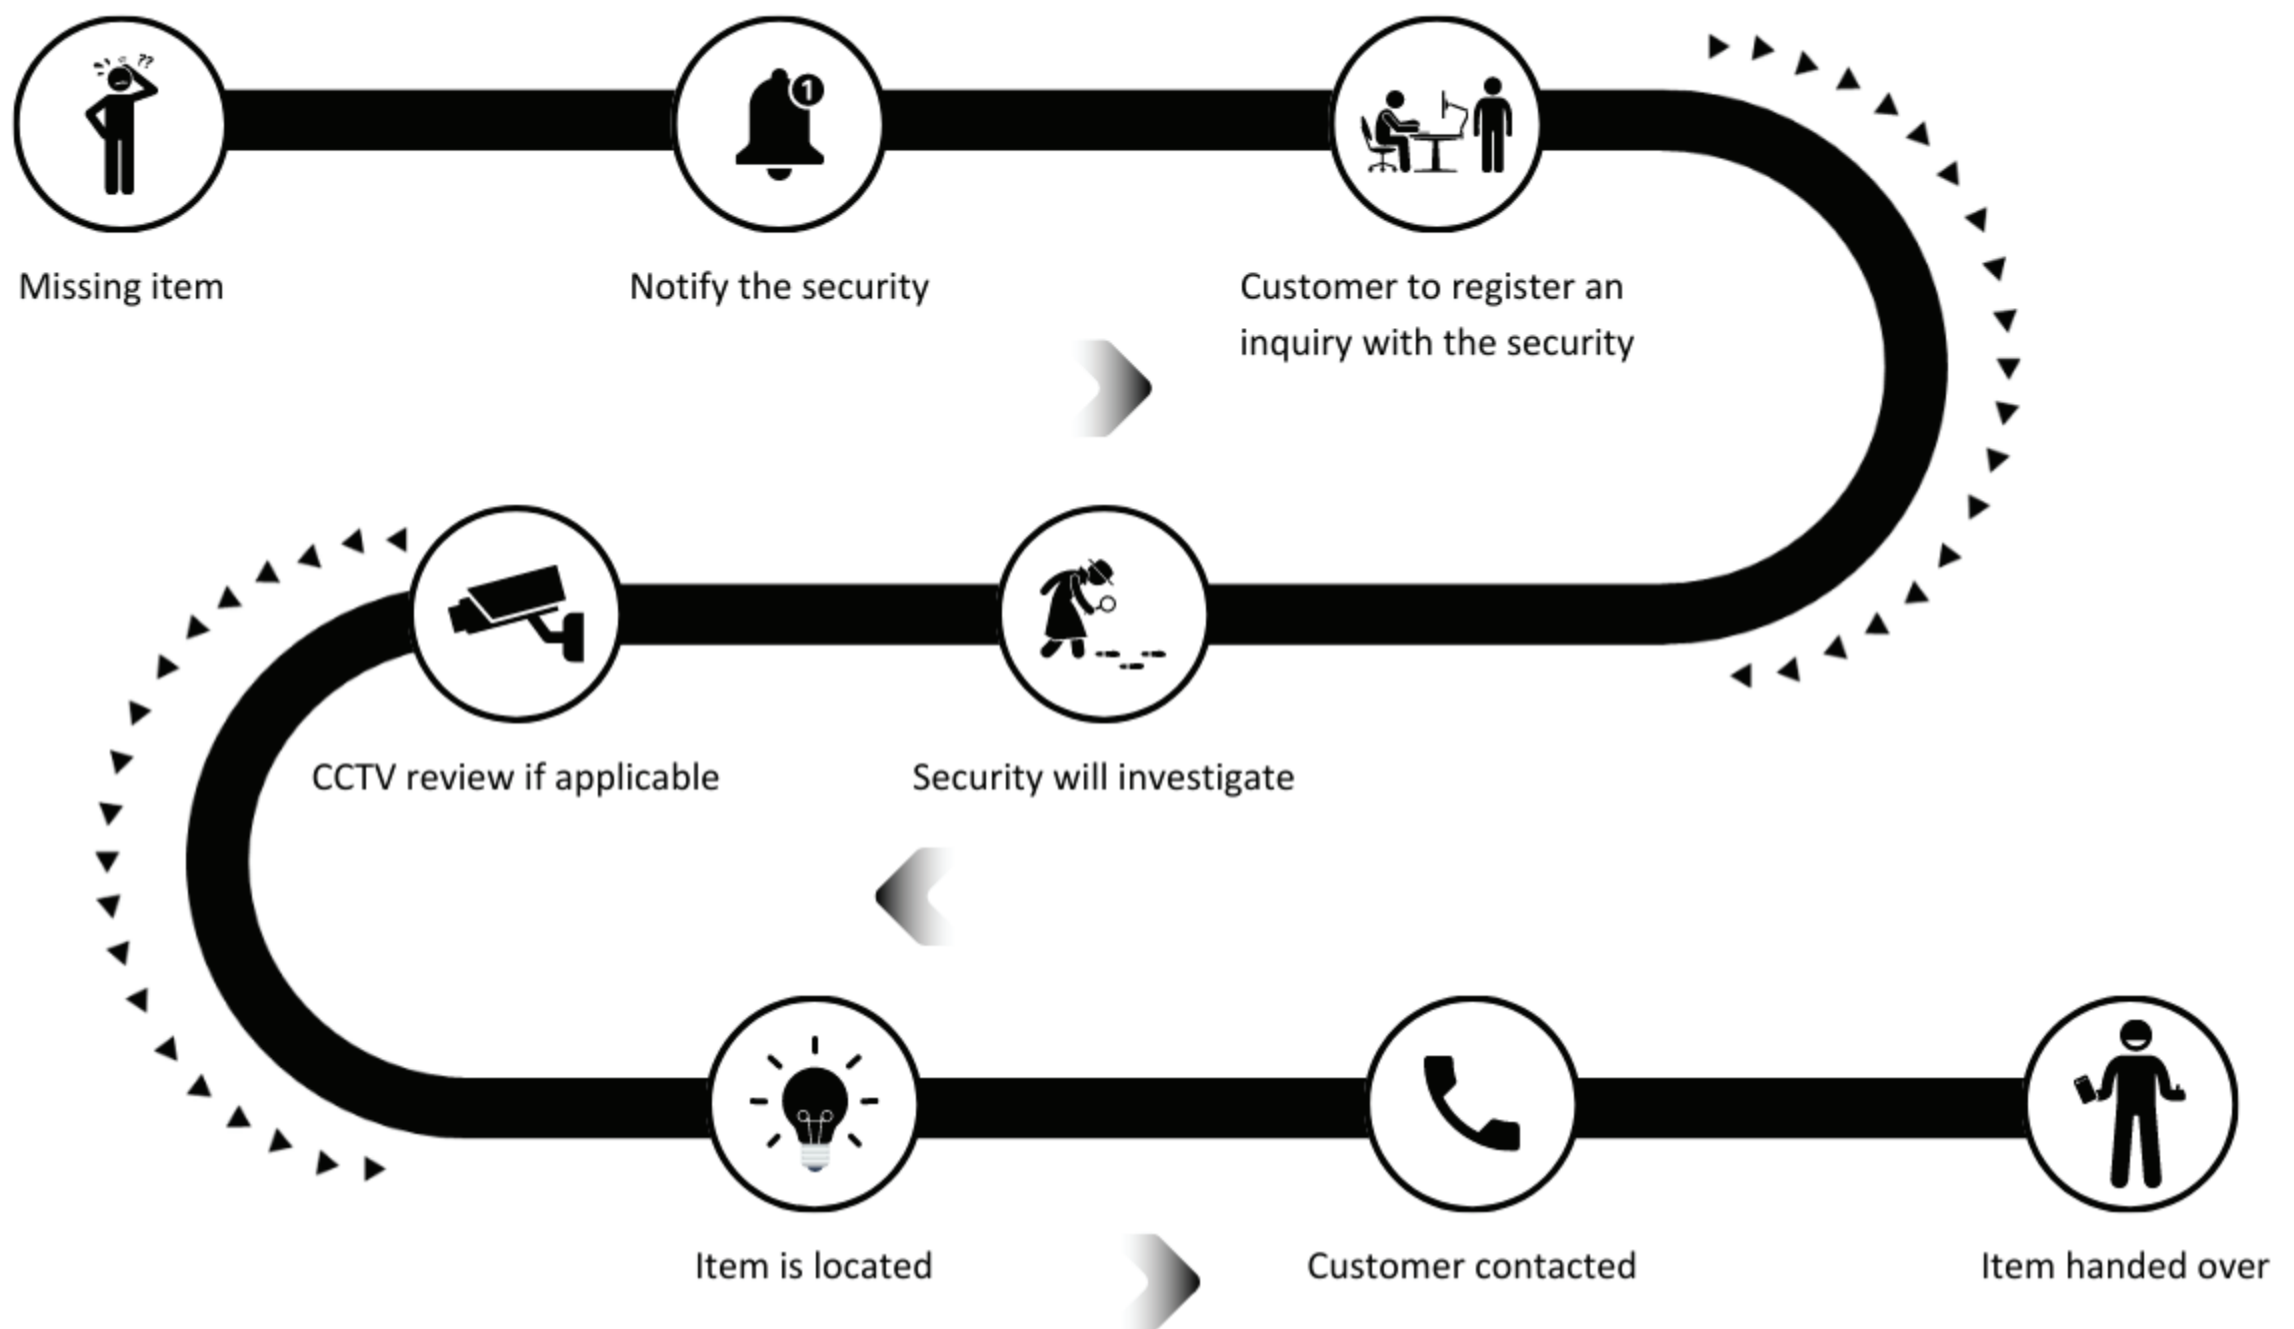 ??
1
Missing item
Notify the security
Customer to register an
inquiry with the security
Security will investigate
CCTV review if applicable
Item is located
Customer contacted
Item handed over